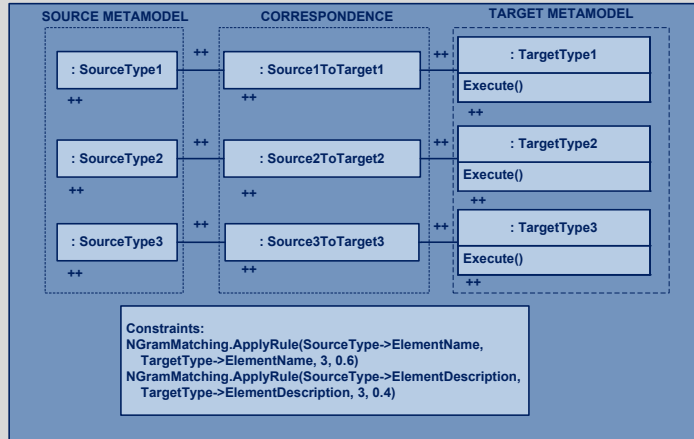 SOURCE METAMODEL
CORRESPONDENCE
TARGET METAMODEL
++
++
: SourceType1
: Source1ToTarget1
: TargetType1
Execute()
++
++
++
++
++
: SourceType2
: Source2ToTarget2
: TargetType2
Execute()
++
++
++
++
++
: SourceType3
: Source3ToTarget3
: TargetType3
Execute()
++
++
++
Constraints:
NGramMatching.ApplyRule(SourceType->ElementName,
TargetType->ElementName, 3, 0.6)
NGramMatching.ApplyRule(SourceType->ElementDescription,
TargetType->ElementDescription, 3, 0.4)